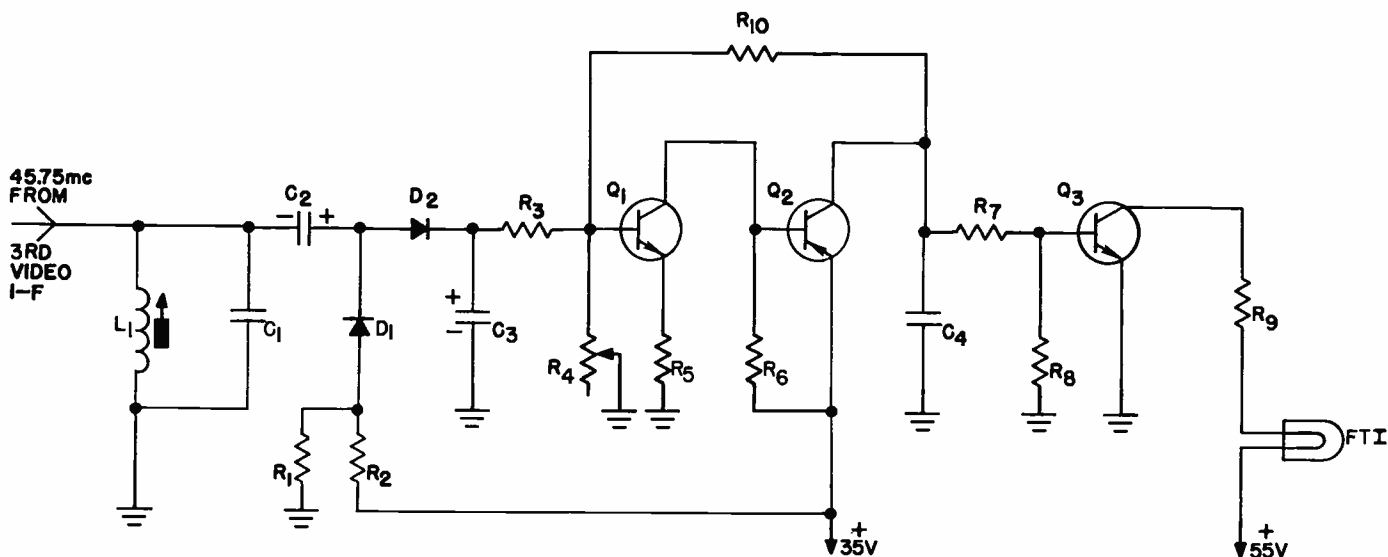 R10
45.75mc
FROM
3RD
VIDEO
I-F
C2
- +
D2
R3
Q1
Q2
R7
Q3
L1
C1
D1
+
-
C3
R4
R5
R6
C4
R8
R9
R1
R2
FTI
+
35V
+
55V